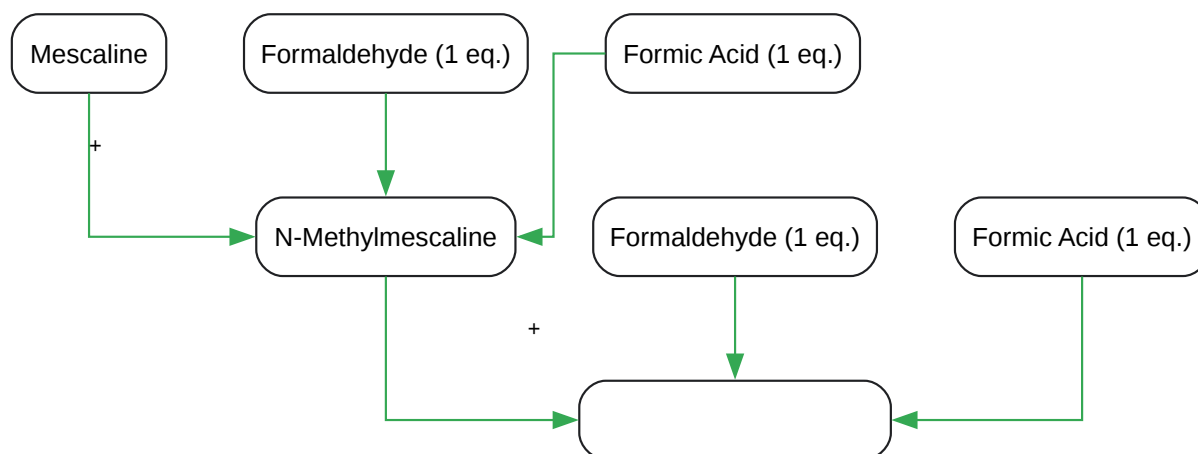 Mescaline
Formaldehyde (1 eq.)
Formic Acid (1 eq.)
+
N-Methylmescaline
Formaldehyde (1 eq.)
Formic Acid (1 eq.)
+